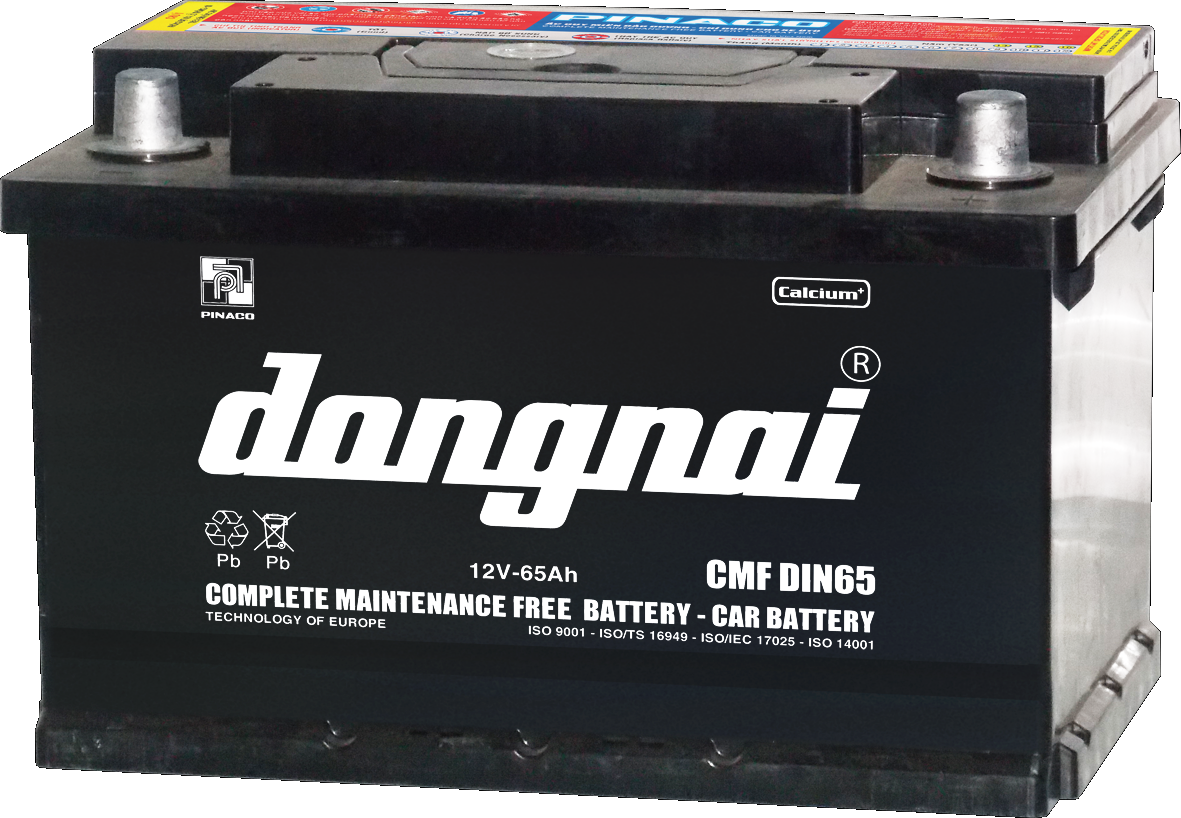 PINACO
PINACO
Calcium+
dongnai ®
Pb Pb
12V-65Ah
CMF DIN65
COMPLETE MAINTENANCE FREE BATTERY - CAR BATTERY
TECHNOLOGY OF EUROPE
ISO 9001 - ISO/TS 16949 - ISO/IEC 17025 - ISO 14001